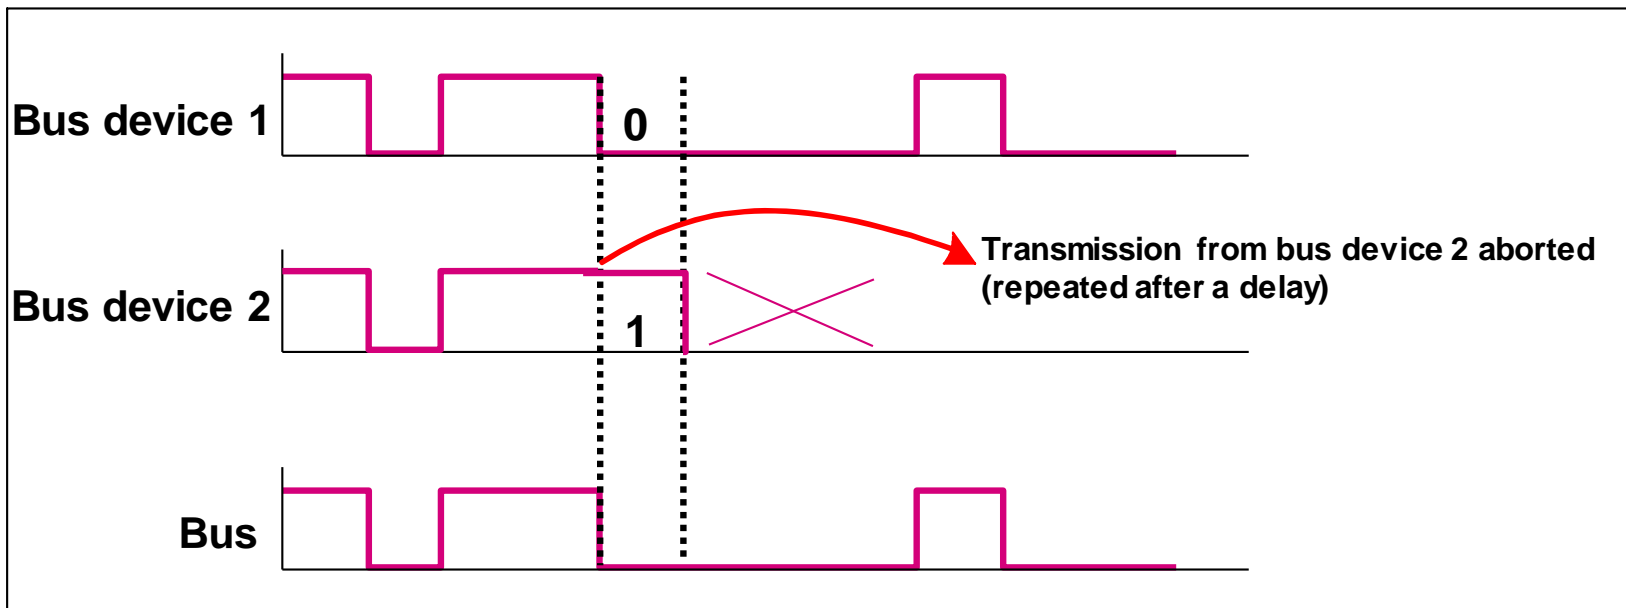 Bus device 1
0
Transmission from bus device 2 aborted
(repeated after a delay)
Bus device 2
1
Bus